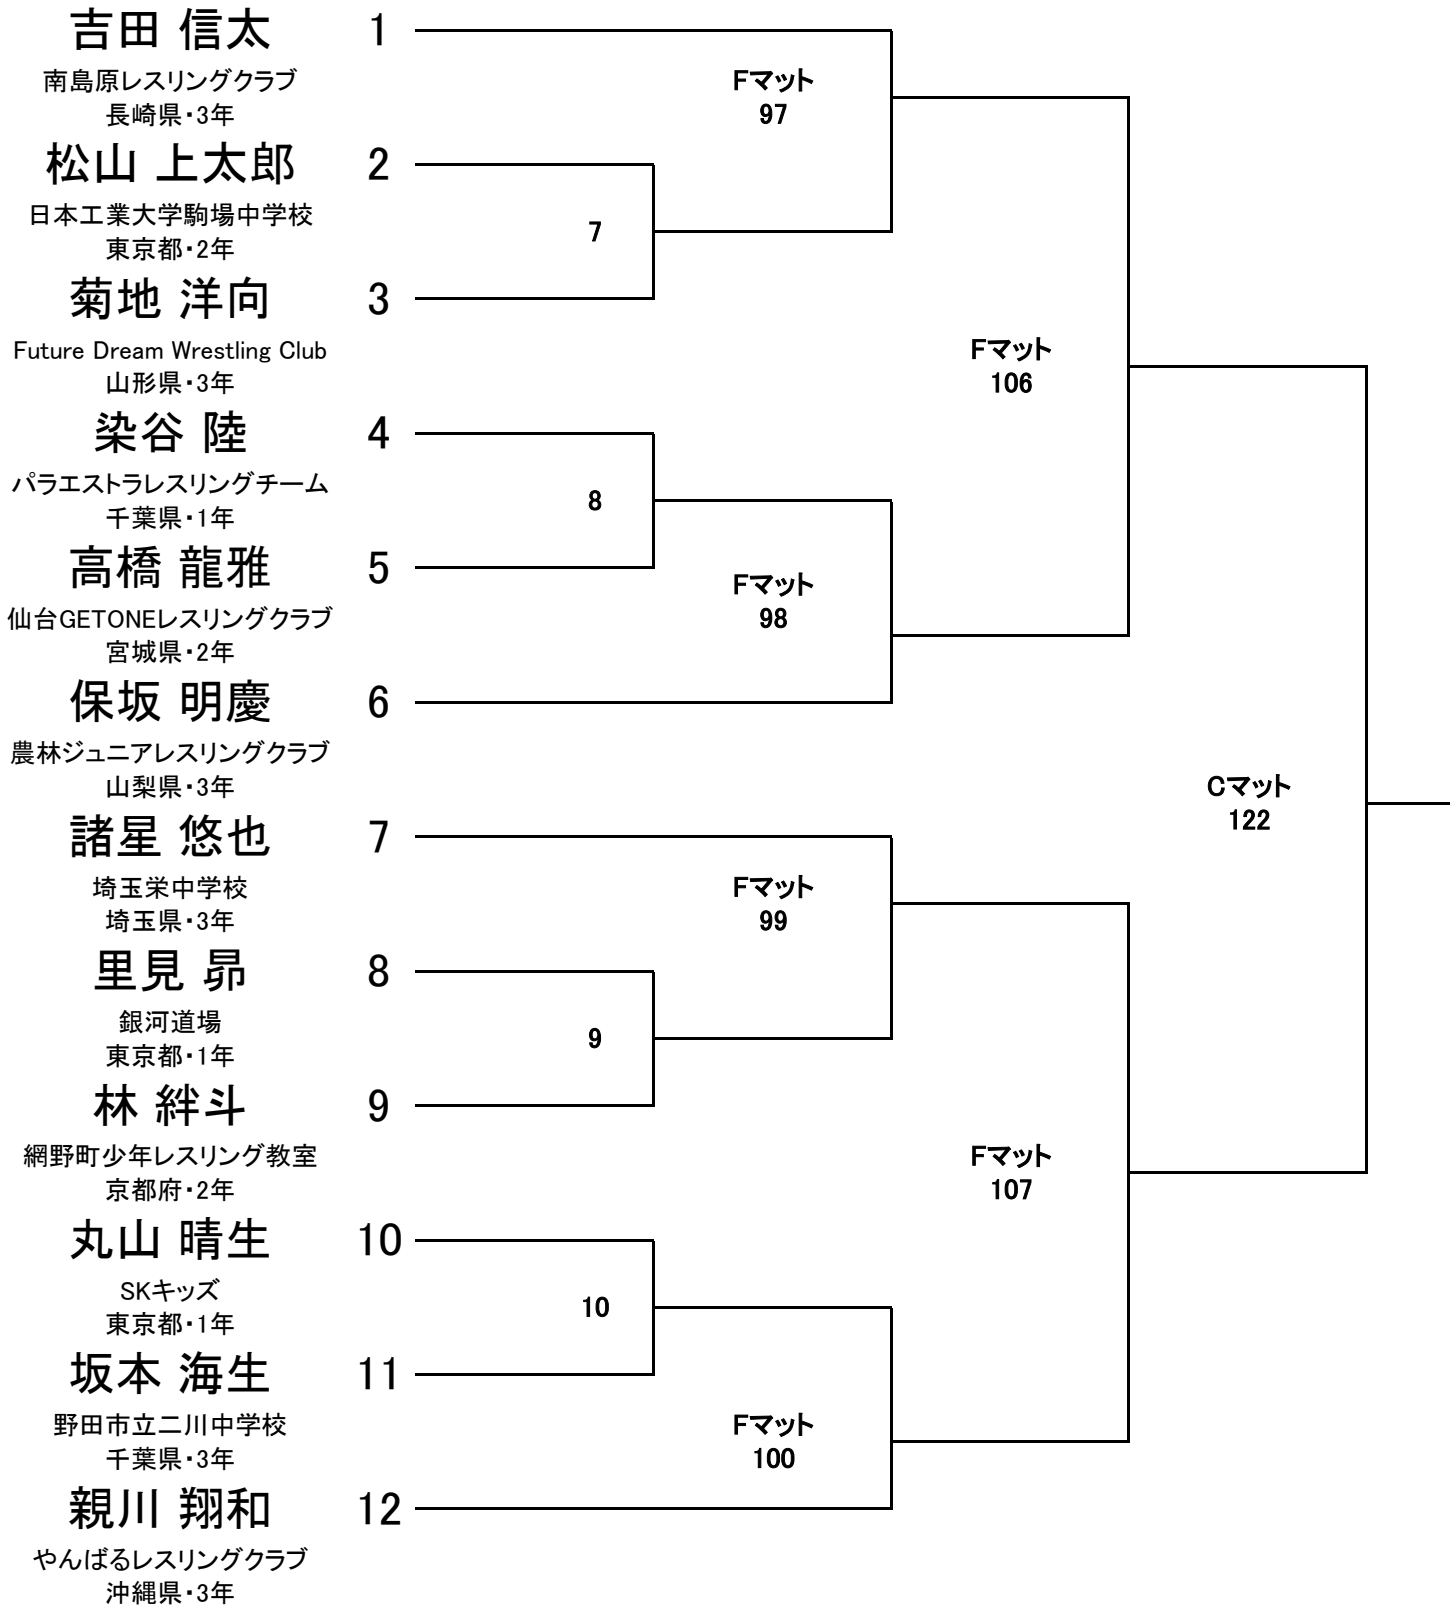 吉田 信太 1
南島原レスリングクラブ
長崎県・3年
Fマット
97
松山 上太郎 2
日本工業大学駒場中学校
東京都・2年
7
菊地 洋向 3
Future Dream Wrestling Club
山形県・3年
Fマット
106
染谷 陸 4
パラエストラレスリングチーム
千葉県・1年
8
高橋 龍雅 5
仙台GETONEレスリングクラブ
宮城県・2年
Fマット
98
保坂 明慶 6
農林ジュニアレスリングクラブ
山梨県・3年
Cマット
122
諸星 悠也 7
埼玉栄中学校
埼玉県・3年
Fマット
99
里見 昴 8
銀河道場
東京都・1年
9
林 絆斗 9
網野町少年レスリング教室
京都府・2年
Fマット
107
丸山 晴生 10
SKキッズ
東京都・1年
10
坂本 海生 11
野田市立二川中学校
千葉県・3年
Fマット
100
親川 翔和 12
やんばるレスリングクラブ
沖縄県・3年